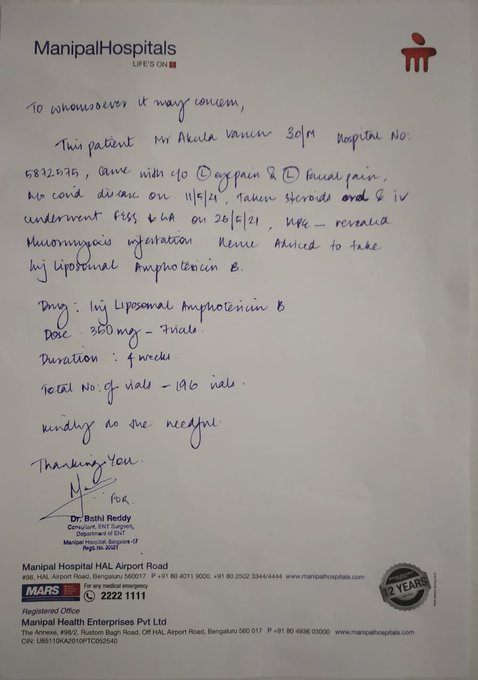 ManipalHospitals
LIFE'S ON
To whomsoever it may concern,
This patient Mr Akula Varun 30/M Hospital No:
5872575, came with c/o (L) eye pain & (L) Facial pain,
covid disease on 11/5/21, Taken steroids oral & iv
underwent FESS LA on 26/5/21, HPE – revealed
Mucormycosis infestation Hence Advised to take
Inj Liposomal Amphotericin B.
Drug : Inj Liposomal Amphotericin B
Dose 350mg – 7vials.
Duration : 4 weeks.
Total No: of vials – 196 vials.
Kindly do the needful.
Thanking You.
FOR
Dr. Bathi Reddy
Consultant, ENT Surgeon,
Department of ENT
Manipal Hospital, Bangalore -17
Regd. No. 20021
Manipal Hospital HAL Airport Road
#98, HAL Airport Road, Bengaluru 560017 P +91 80 4011 9000. +91 80 2502 3344/4444 www.manipalhospitals.com
MARS
For any medical emergency
2222 1111
12 YEARS
Registered Office
Manipal Health Enterprises Pvt Ltd
The Annexe, #98/2, Rustom Bagh Road, Off HAL Airport Road, Bengaluru 560 017 P +91 80 4936 03000 www.manipalhospitals.com
CIN: U85110KA2010PTC052540